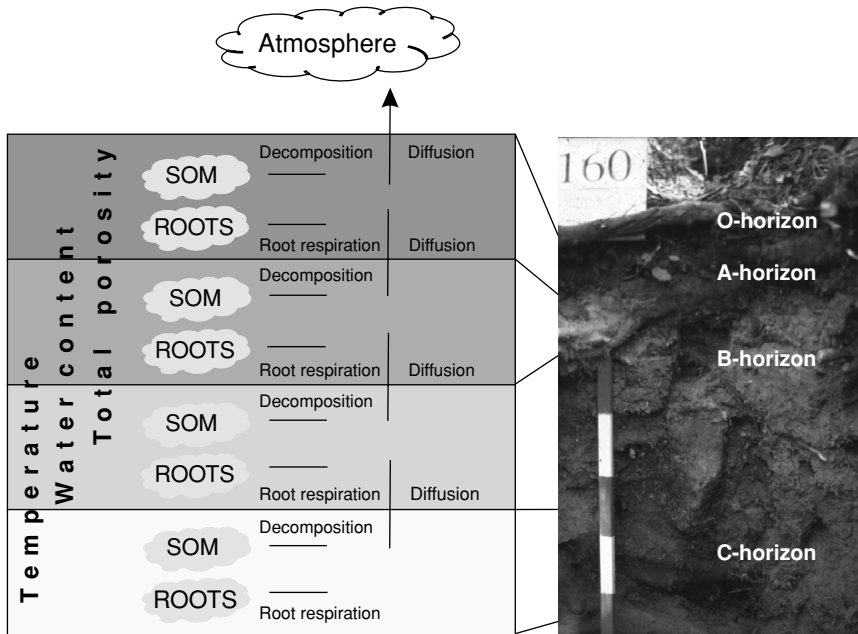 Atmosphere
Temperature
Water content
Total porosity
Decomposition
Diffusion
SOM
ROOTS
Root respiration
Diffusion
Decomposition
SOM
ROOTS
Root respiration
Diffusion
Decomposition
SOM
ROOTS
Root respiration
Diffusion
Decomposition
SOM
ROOTS
Root respiration
160
O-horizon
A-horizon
B-horizon
C-horizon